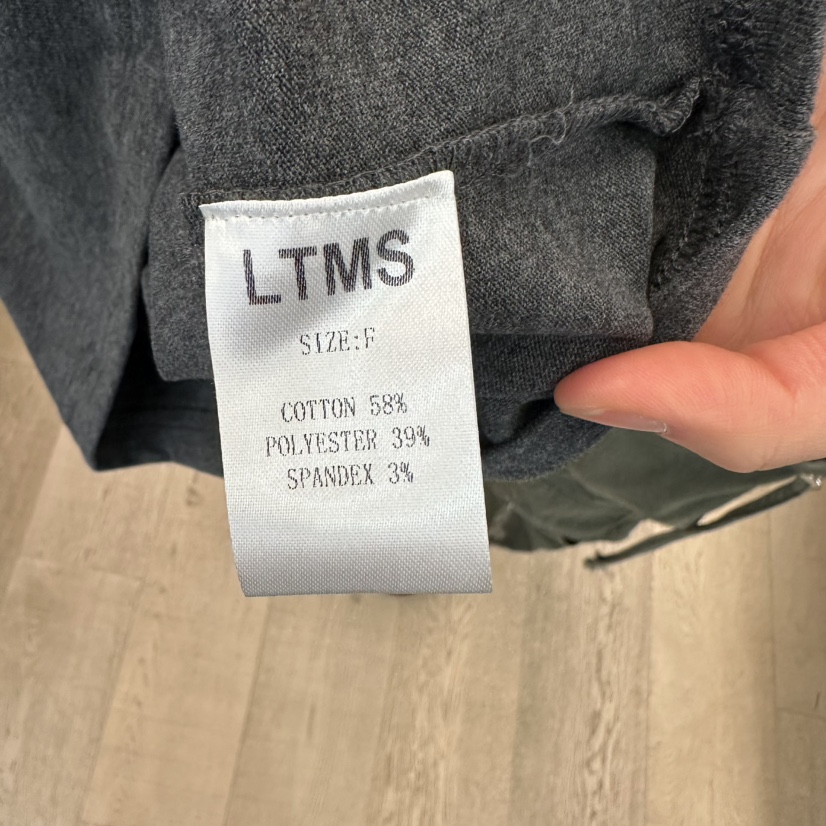 LTMS
SIZE:F
COTTON 58%
POLYESTER 39%
SPANDEX 3%